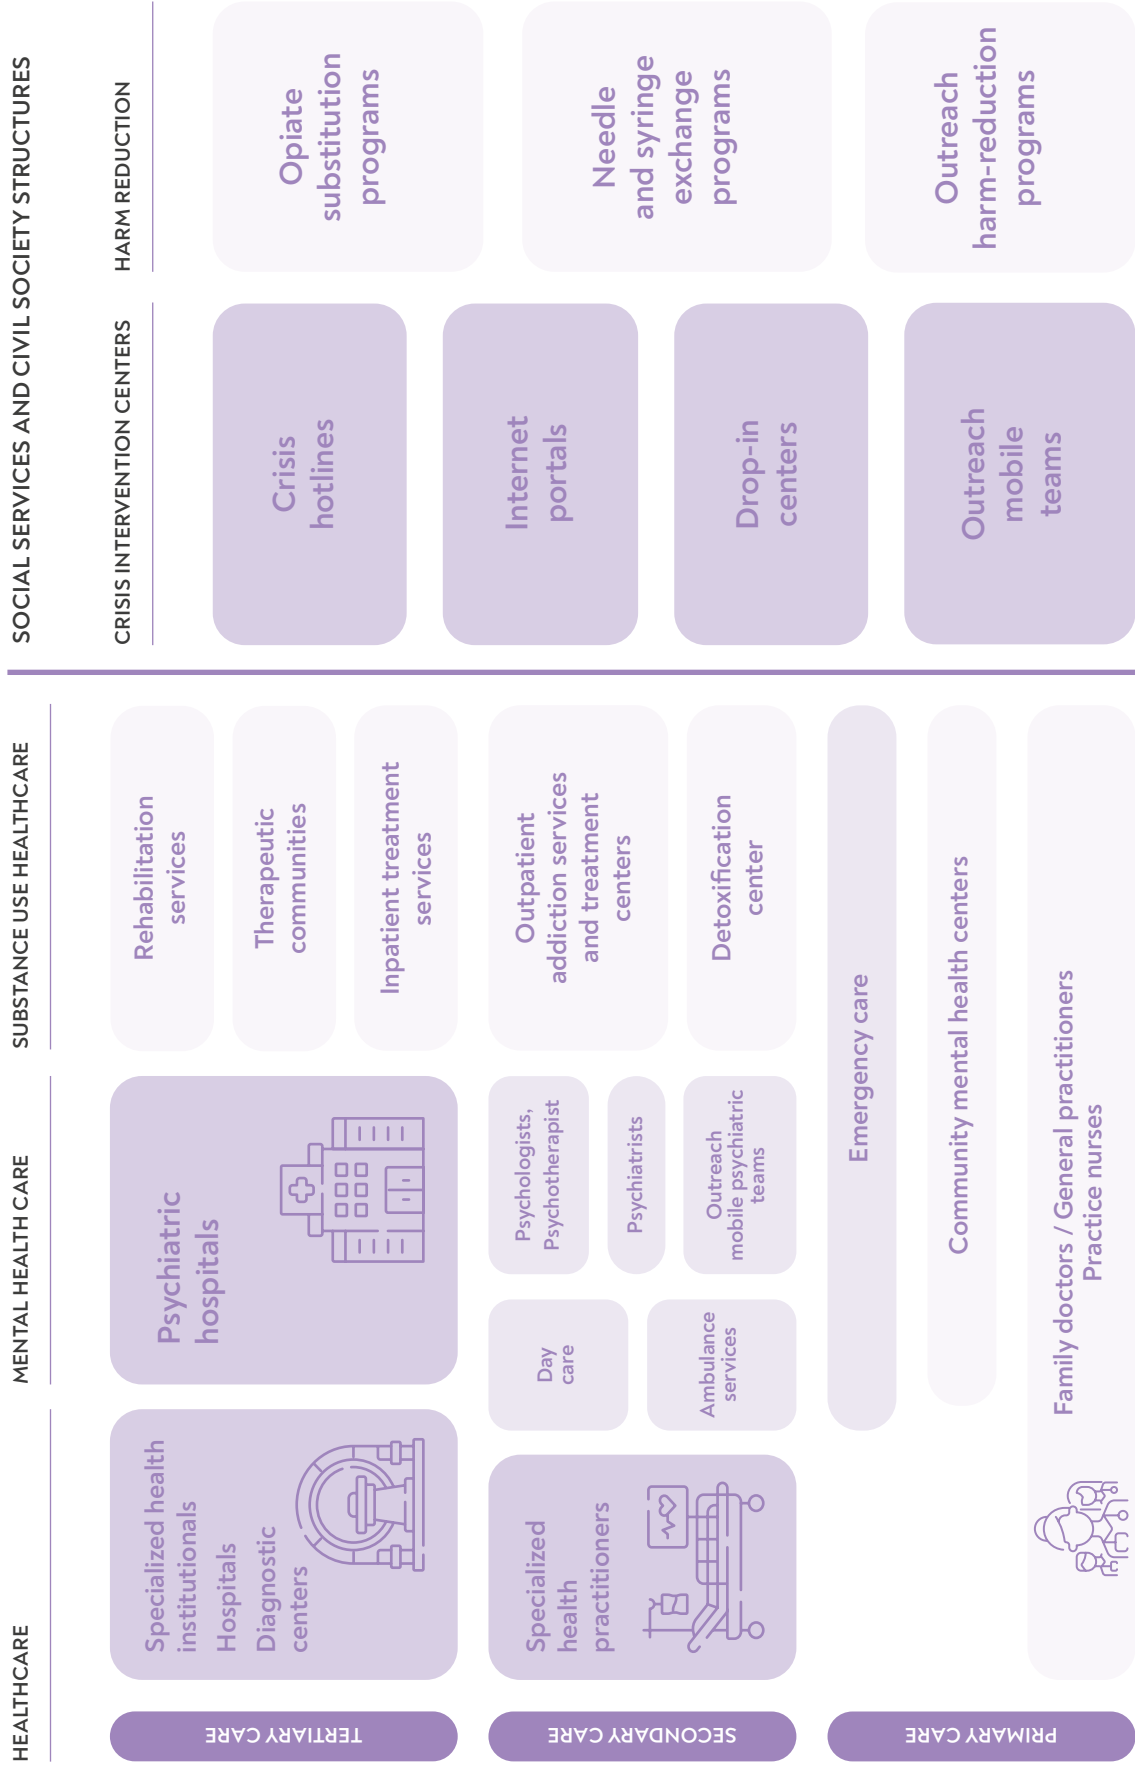 HEALTHCARE
MENTAL HEALTH CARE
SUBSTANCE USE HEALTHCARE
SOCIAL SERVICES AND CIVIL SOCIETY STRUCTURES
CRISIS INTERVENTION CENTERS
HARM REDUCTION
TERTIARY CARE
Specialized health
institutionals
Hospitals
Diagnostic
centers
Psychiatric
hospitals
Rehabilitation
services
Therapeutic
communities
Inpatient treatment
services
SECONDARY CARE
Specialized
health
practitioners
Day
care
Ambulance
services
Psychologists,
Psychotherapist
Psychiatrists
Outreach
mobile psychiatric
teams
Outpatient
addiction services
and treatment
centers
Detoxification
center
PRIMARY CARE
Emergency care
Community mental health centers
Family doctors / General practitioners
Practice nurses
Crisis
hotlines
Internet
portals
Drop-in
centers
Outreach
mobile
teams
Opiate
substitution
programs
Needle
and syringe
exchange
programs
Outreach
harm-reduction
programs